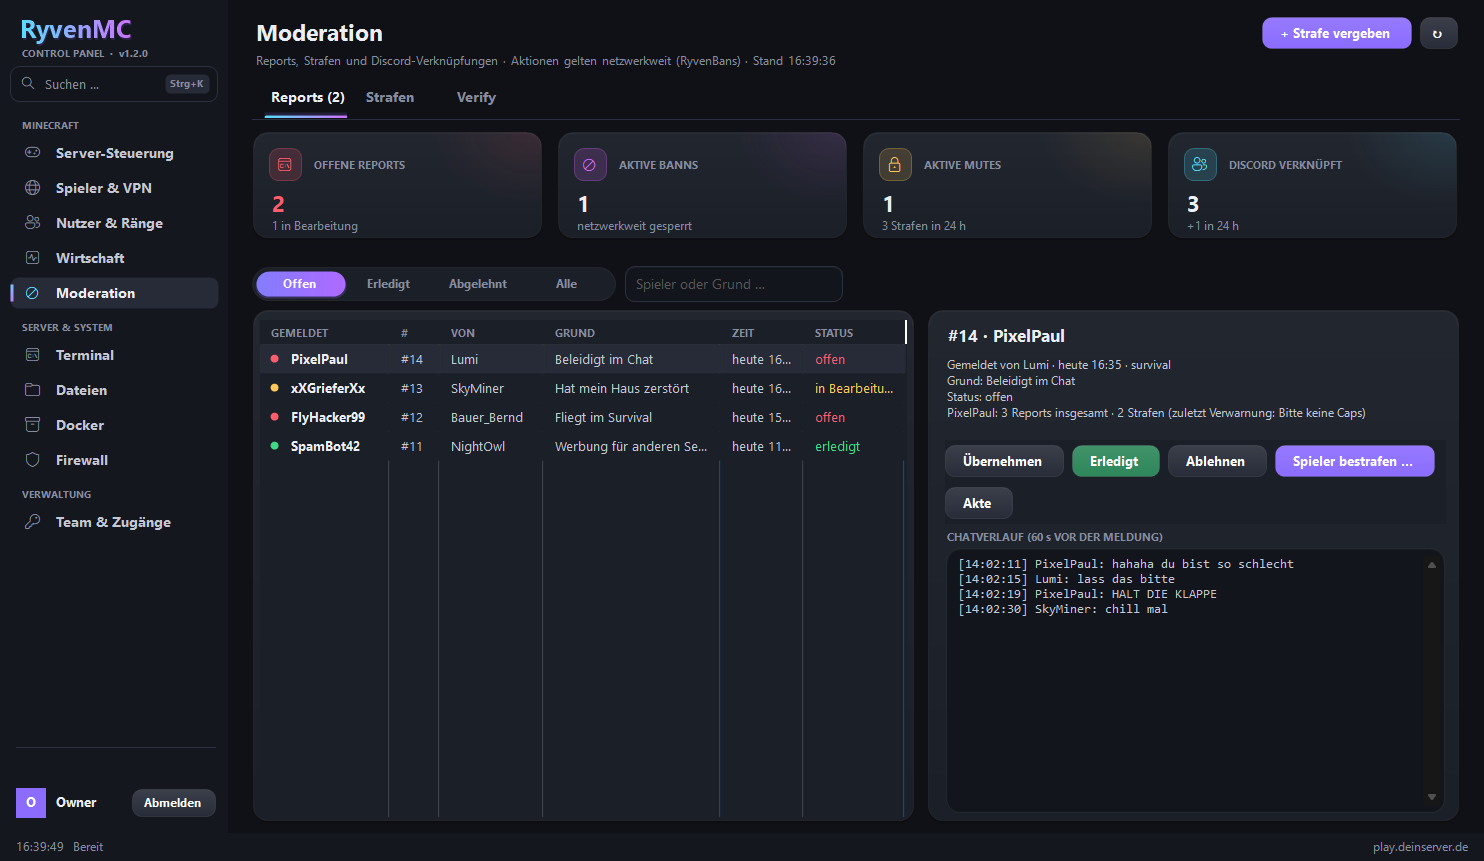 RyvenMC
CONTROL PANEL · v1.2.0
Suchen ... Strg+K
MINECRAFT
Server-Steuerung
Spieler & VPN
Nutzer & Ränge
Wirtschaft
Moderation
SERVER & SYSTEM
Terminal
Dateien
Docker
Firewall
VERWALTUNG
Team & Zugänge
O Owner Abmelden
16:39:49 Bereit
Moderation
Reports, Strafen und Discord-Verknüpfungen · Aktionen gelten netzwerkweit (RyvenBans) · Stand 16:39:36
+ Strafe vergeben ↻
Reports (2) Strafen Verify
OFFENE REPORTS
2
1 in Bearbeitung
AKTIVE BANNS
1
netzwerkweit gesperrt
AKTIVE MUTES
1
3 Strafen in 24 h
DISCORD VERKNÜPFT
3
+1 in 24 h
Offen Erledigt Abgelehnt Alle Spieler oder Grund ...
GEMELDET # VON GRUND ZEIT STATUS
PixelPaul #14 Lumi Beleidigt im Chat heute 16... offen
xXGrieferXx #13 SkyMiner Hat mein Haus zerstört heute 16... in Bearbeitu...
FlyHacker99 #12 Bauer_Bernd Fliegt im Survival heute 15... offen
SpamBot42 #11 NightOwl Werbung für anderen Se... heute 11... erledigt
#14 · PixelPaul
Gemeldet von Lumi · heute 16:35 · survival
Grund: Beleidigt im Chat
Status: offen
PixelPaul: 3 Reports insgesamt · 2 Strafen (zuletzt Verwarnung: Bitte keine Caps)
Übernehmen Erledigt Ablehnen Spieler bestrafen ...
Akte
CHATVERLAUF (60 s VOR DER MELDUNG)
[14:02:11] PixelPaul: hahaha du bist so schlecht
[14:02:15] Lumi: lass das bitte
[14:02:19] PixelPaul: HALT DIE KLAPPE
[14:02:30] SkyMiner: chill mal
play.deinserver.de